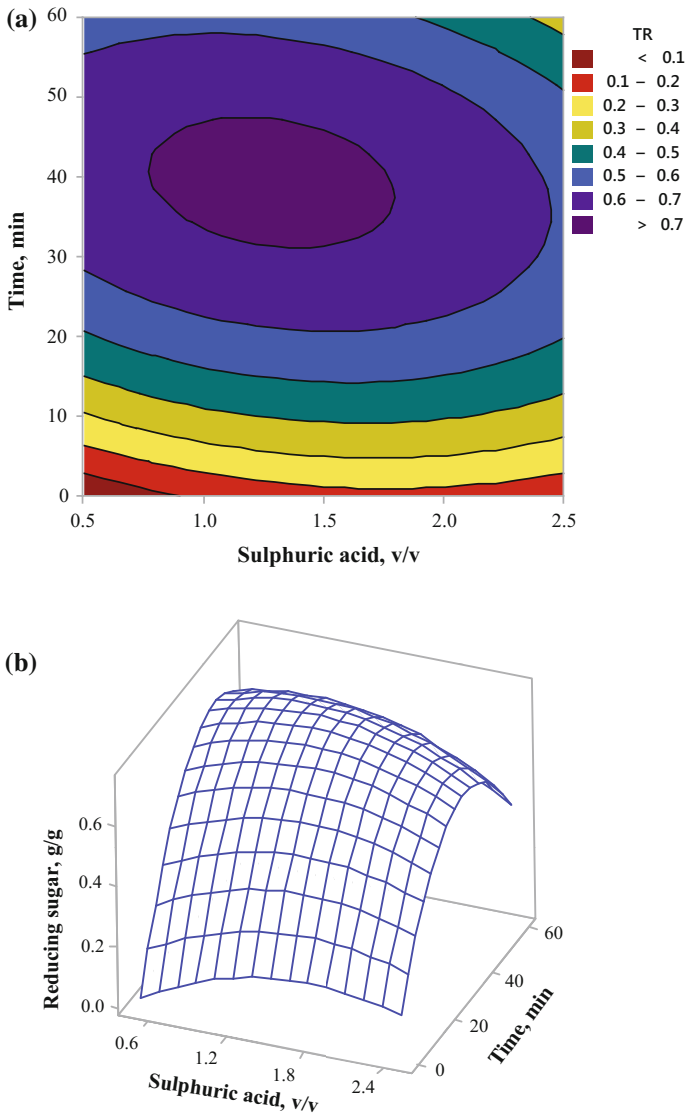 (a)
60
50
40
30
20
10
0
Time, min
0.5 1.0 1.5 2.0 2.5
Sulphuric acid, v/v
TR
< 0.1
0.1 – 0.2
0.2 – 0.3
0.3 – 0.4
0.4 – 0.5
0.5 – 0.6
0.6 – 0.7
> 0.7
(b)
Reducing sugar, g/g
0.6
0.4
0.2
0.0
0.6 1.2 1.8 2.4
Sulphuric acid, v/v
60
40
20
0
Time, min